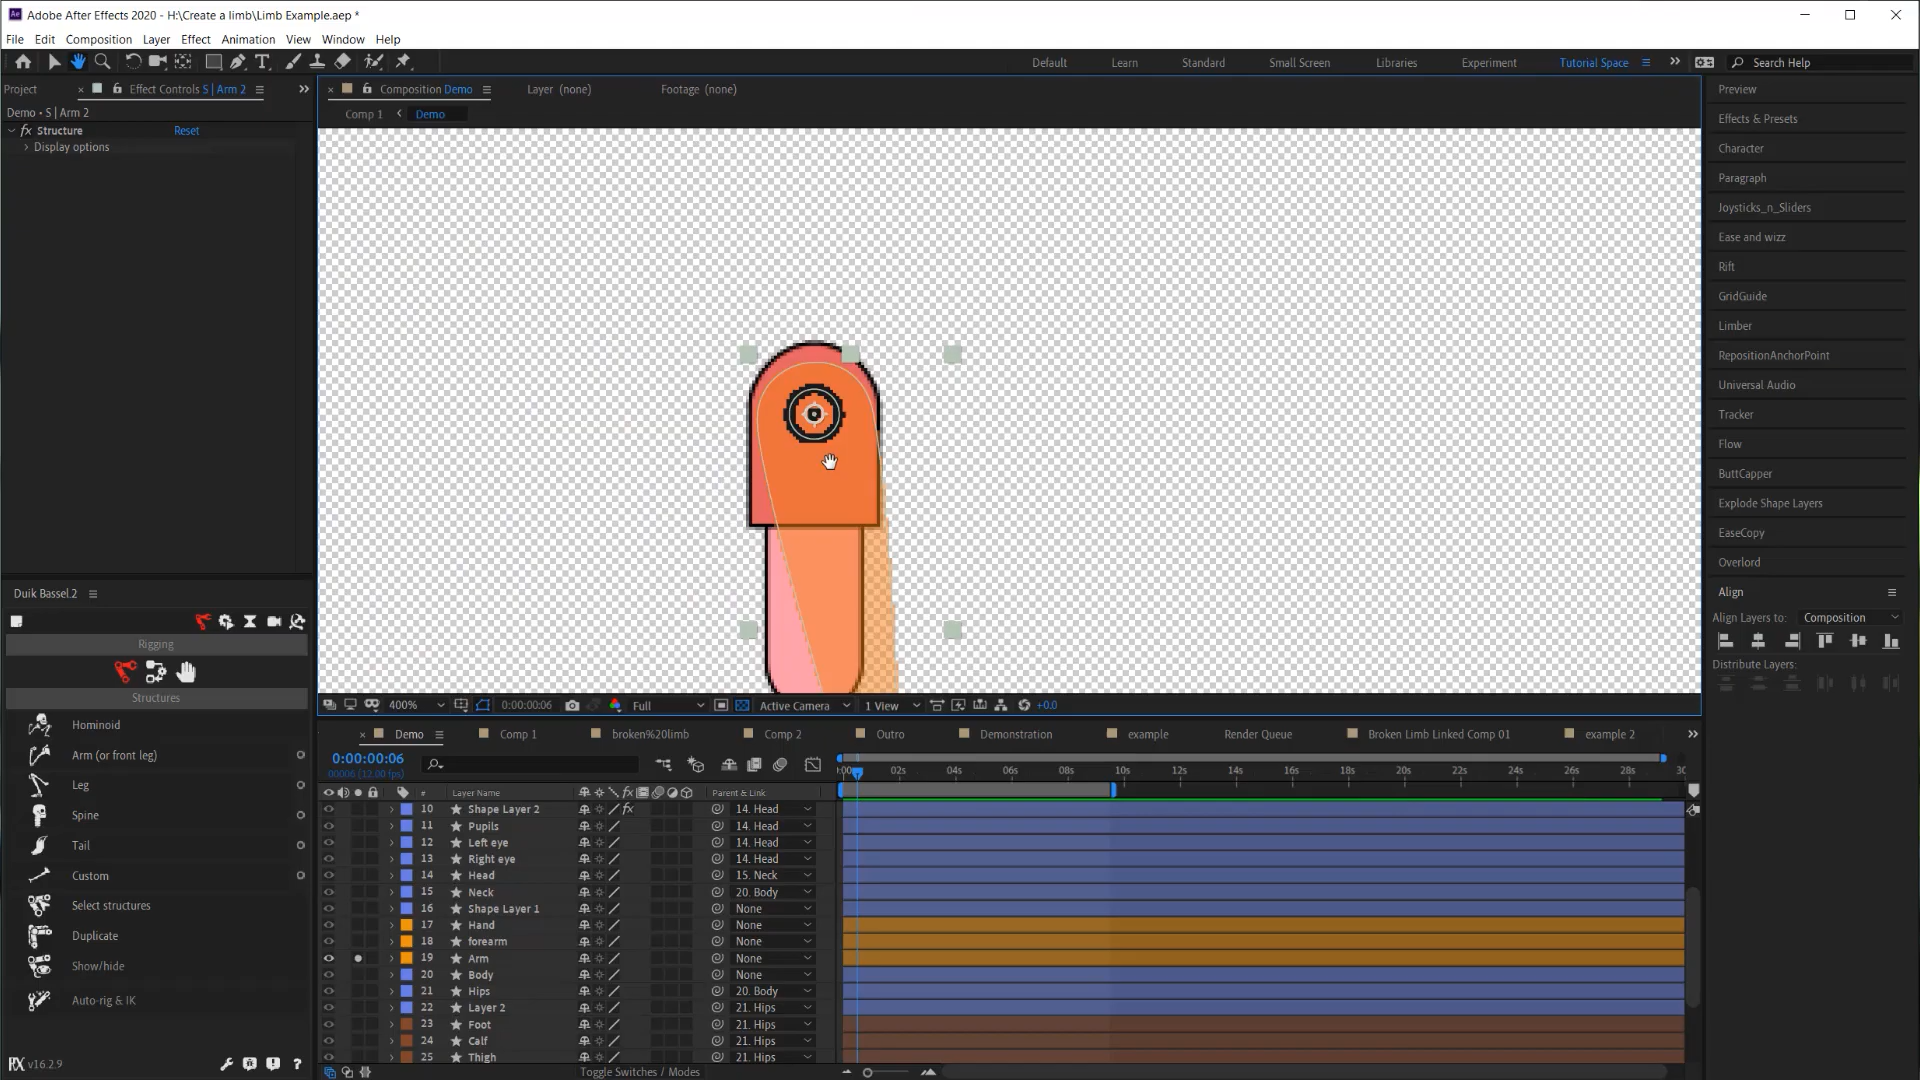 Ae Adobe After Effects 2020 - H:\Create a limb\Limb Example.aep *
File Edit Composition Layer Effect Animation View Window Help
Default Learn Standard Small Screen Libraries Experiment Tutorial Space Search Help
Project Effect Controls S | Arm 2
Composition Demo Layer (none) Footage (none)
Demo • S | Arm 2
Comp 1 Demo
fx Structure Reset
Display options
Preview
Effects & Presets
Character
Paragraph
Joysticks_n_Sliders
Ease and wizz
Rift
GridGuide
Limber
RepositionAnchorPoint
Universal Audio
Tracker
Flow
ButtCapper
Explode Shape Layers
EaseCopy
Overlord
Align
Align Layers to: Composition
Distribute Layers:
Duik Bassel.2
Rigging
Structures
Hominoid
Arm (or front leg)
Leg
Spine
Tail
Custom
Select structures
Duplicate
Show/hide
Auto-rig & IK
v16.2.9
400% 0:00:00:06 Full Active Camera 1 View +0.0
Demo Comp 1 broken%20limb Comp 2 Outro Demonstration example Render Queue Broken Limb Linked Comp 01 example 2
0:00:00:06
00006 (12.00 fps)
:00s 02s 04s 06s 08s 10s 12s 14s 16s 18s 20s 22s 24s 26s 28s 30
# Layer Name fx Parent & Link
10 Shape Layer 2 fx 14. Head
11 Pupils 14. Head
12 Left eye 14. Head
13 Right eye 14. Head
14 Head 15. Neck
15 Neck 20. Body
16 Shape Layer 1 None
17 Hand None
18 forearm None
19 Arm None
20 Body None
21 Hips 20. Body
22 Layer 2 21. Hips
23 Foot 21. Hips
24 Calf 21. Hips
25 Thigh 21. Hips
Toggle Switches / Modes